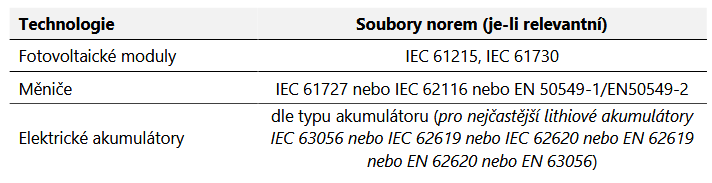 Technologie Soubory norem (je-li relevantní)
Fotovoltaické moduly IEC 61215, IEC 61730
Měniče IEC 61727 nebo IEC 62116 nebo EN 50549-1/EN50549-2
dle typu akumulátoru (pro nejčastější lithiové akumulátory
Elektrické akumulátory IEC 63056 nebo IEC 62619 nebo IEC 62620 nebo EN 62619
nebo EN 62620 nebo EN 63056)